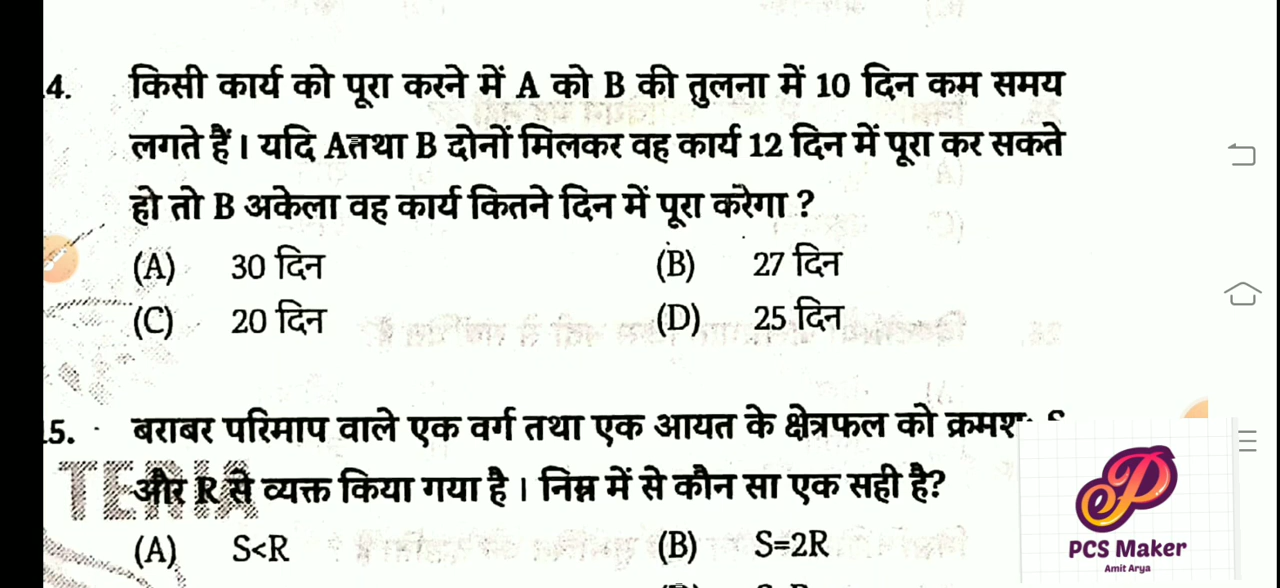 .4. किसी कार्य को पूरा करने में A को B की तुलना में 10 दिन कम समय
लगते हैं। यदि Aतथा B दोनों मिलकर वह कार्य 12 दिन में पूरा कर सकते
हो तो B अकेला वह कार्य कितने दिन में पूरा करेगा ?
(A) 30 दिन (B) 27 दिन
(C) 20 दिन (D) 25 दिन
.5. बराबर परिमाप वाले एक वर्ग तथा एक आयत के क्षेत्रफल को
और R से व्यक्त किया गया है। निम्न में से कौन सा एक सही है?
(A) S<R (B) S=2R
TERIA
PCS Maker
Amit Arya